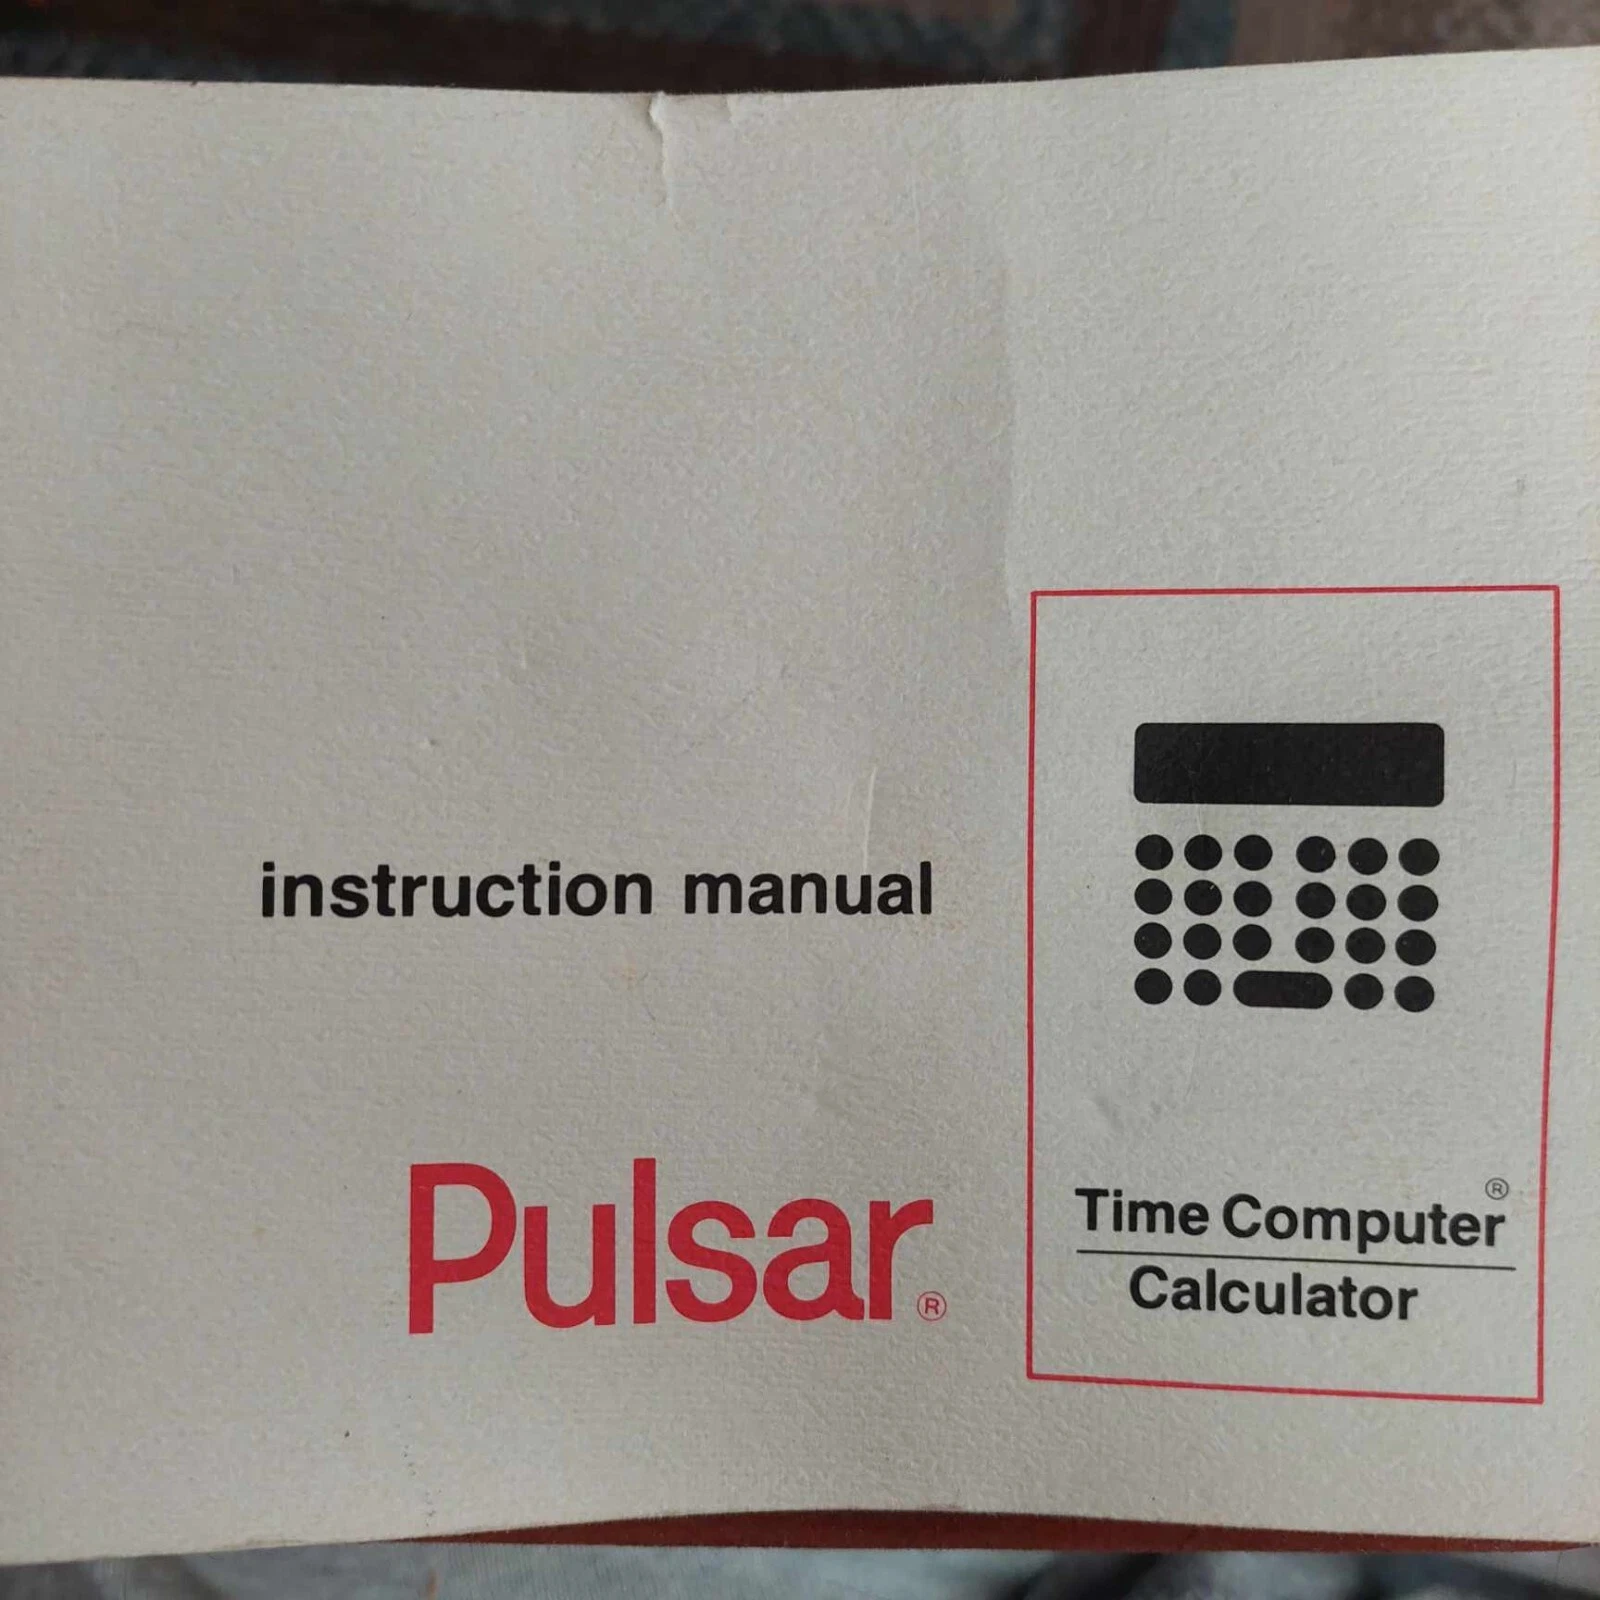 instruction manual
Pulsar®
Time Computer®
Calculator